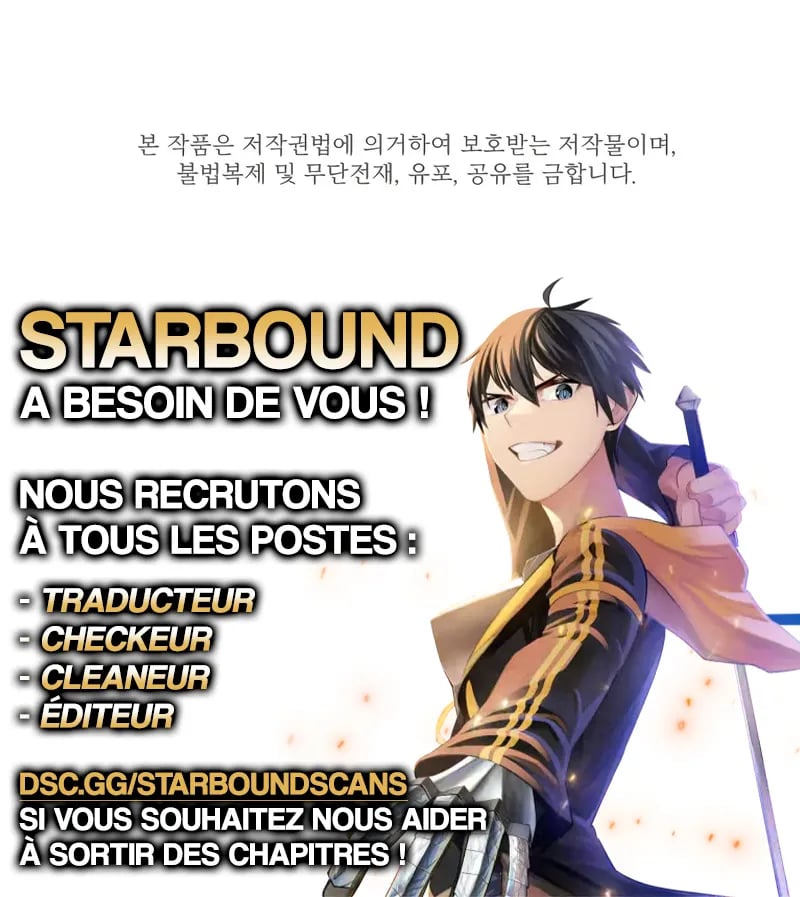 본 작품은 저작권법에 의거하여 보호받는 저작물이며,
불법복제 및 무단전재, 유포, 공유를 금합니다.
STARBOUND
A BESOIN DE VOUS !
NOUS RECRUTONS
À TOUS LES POSTES :
- TRADUCTEUR
- CHECKEUR
- CLEANEUR
- ÉDITEUR
DSC.GG/STARBOUNDSCANS
SI VOUS SOUHAITEZ NOUS AIDER
À SORTIR DES CHAPITRES !